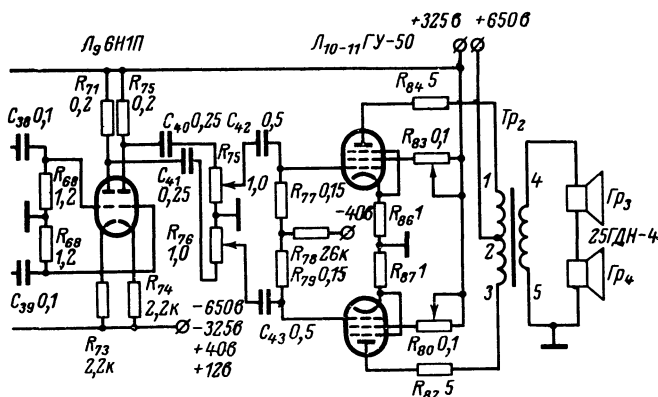 +325в +650в
Л₉ 6Н1П
Л₁₀₋₁₁ ГУ-50
R₇₁ 0,2
R₇₅ 0,2
R₈₄ 5
Тр₂
C₃₈ 0,1
C₄₀ 0,25
C₄₂ 0,5
R₇₅ 1,0
R₈₃ 0,1
C₄₁ 0,25
R₆₈ 1,2
R₇₇ 0,15
1
4
Гр₃
-40в
R₈₆ 1
R₆₈ 1,2
R₇₆ 1,0
R₇₈ 26к
2
25ГДН-4
R₇₉ 0,15
R₈₇ 1
3
5
Гр₄
C₃₉ 0,1
R₇₄ 2,2к
C₄₃ 0,5
R₈₀ 0,1
R₇₃ 2,2к
-650в
-325в
+40в
+12в
R₈₂ 5